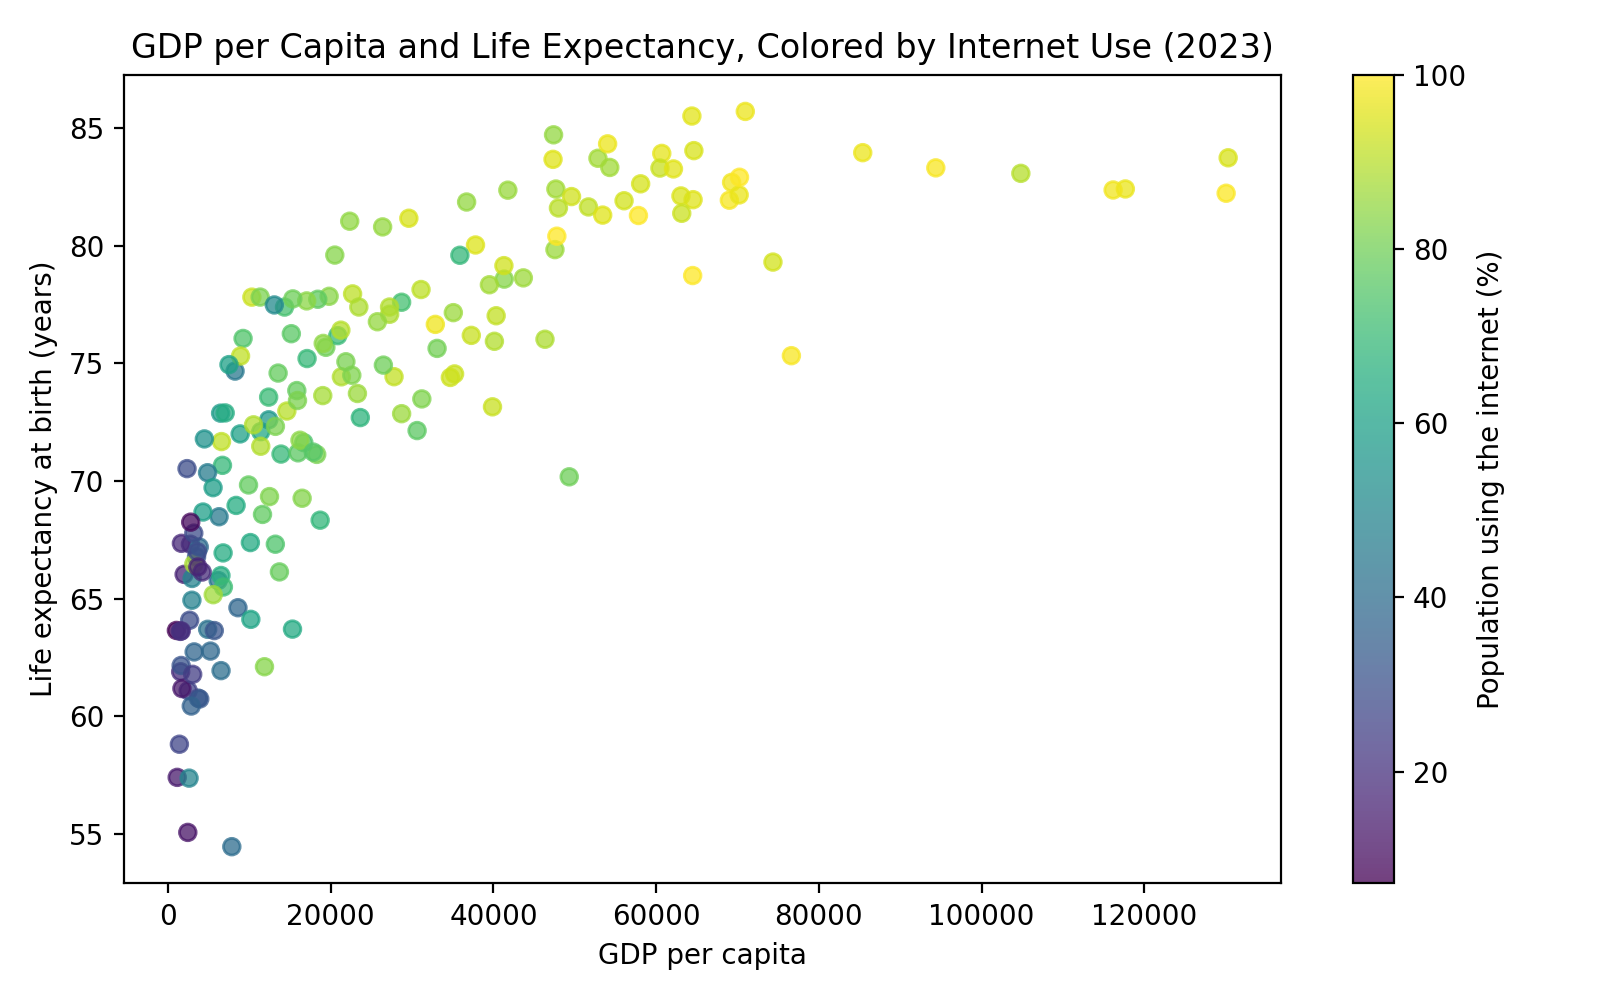 GDP per Capita and Life Expectancy, Colored by Internet Use (2023)
Life expectancy at birth (years)
85
80
75
70
65
60
55
0 20000 40000 60000 80000 100000 120000
GDP per capita
100
80
60
40
20
Population using the internet (%)